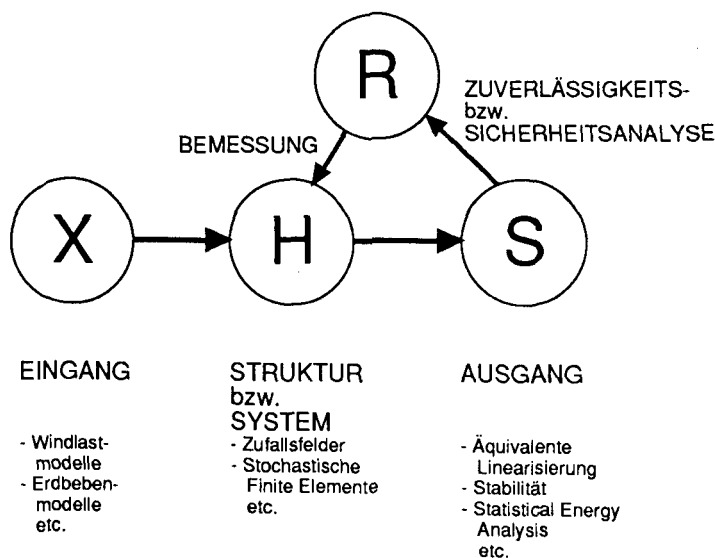 R
ZUVERLÄSSIGKEITS-
bzw.
SICHERHEITSANALYSE
BEMESSUNG
X
H
S
EINGANG
- Windlast-
modelle
- Erdbeben-
modelle
etc.
STRUKTUR
bzw.
SYSTEM
- Zufallsfelder
- Stochastische
Finite Elemente
etc.
AUSGANG
- Äquivalente
Linearisierung
- Stabilität
- Statistical Energy
Analysis
etc.